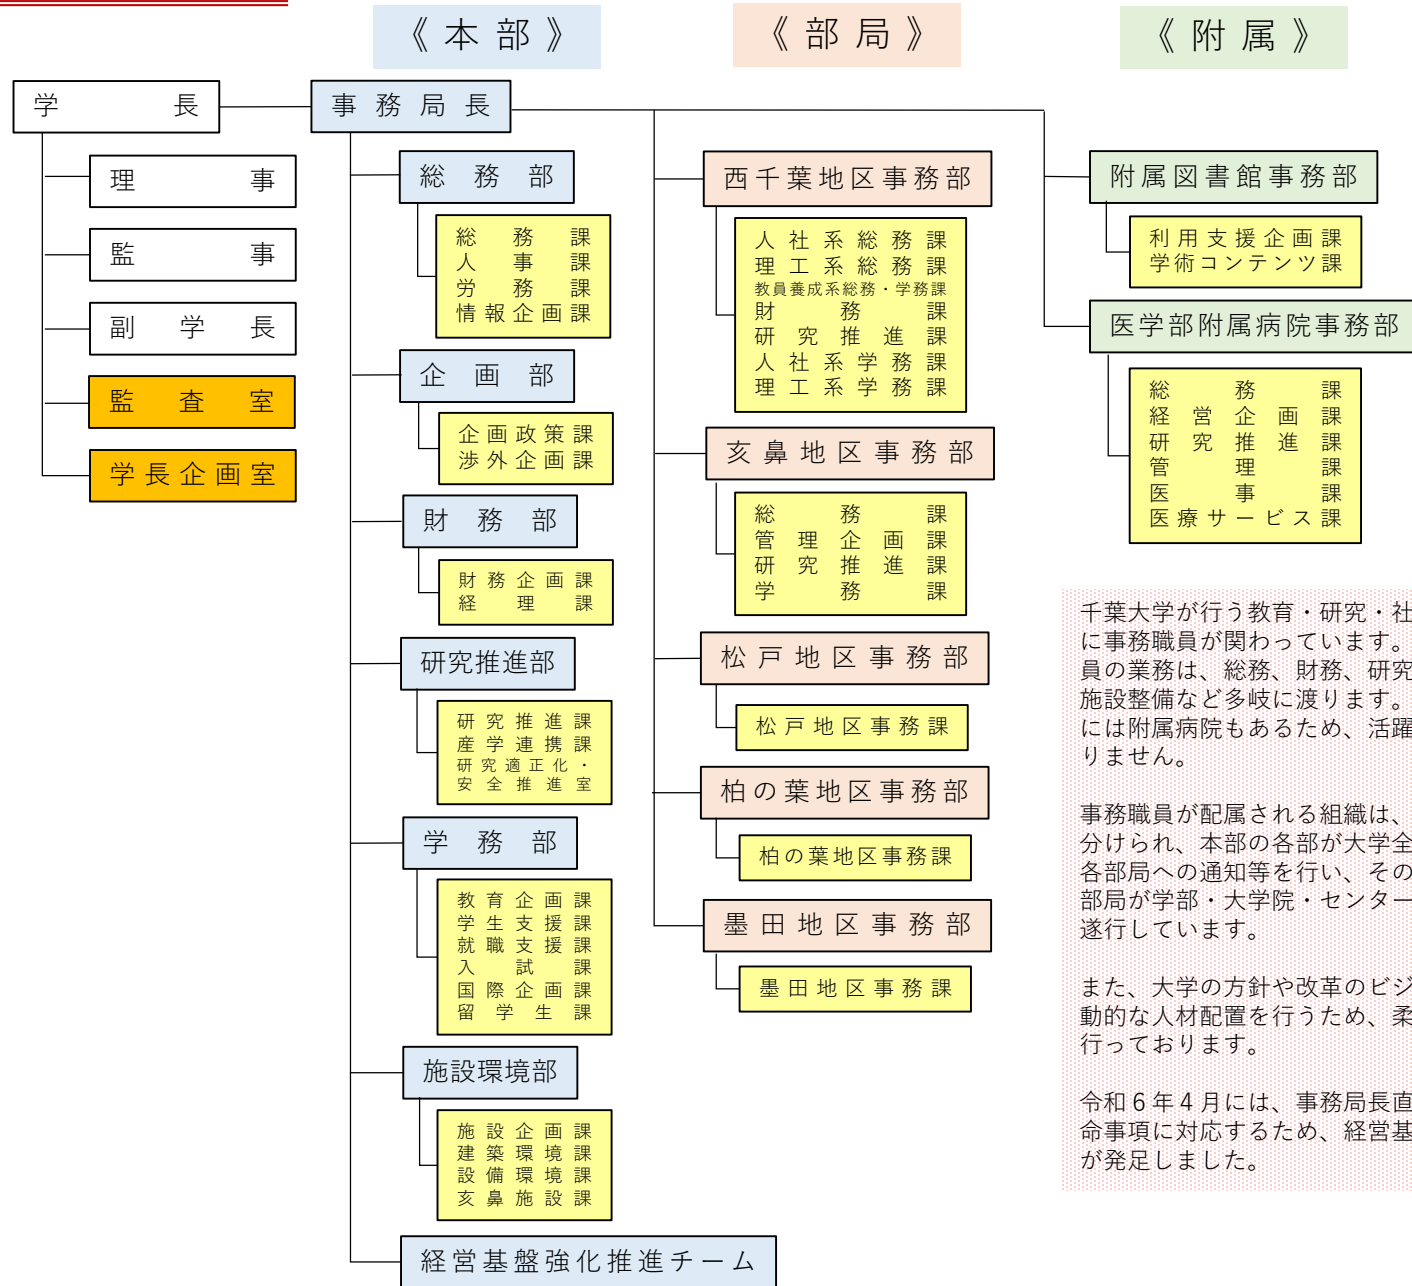 《本部》
《部局》
《附属》
学長
事務局長
理事
監事
副学長
監査室
学長企画室
総務部
総務課
人事課
労務課
情報企画課
企画部
企画政策課
渉外企画課
財務部
財務企画課
経理課
研究推進部
研究推進課
産学連携課
研究適正化・
安全推進室
学務部
教育企画課
学生支援課
就職支援課
入試課
国際企画課
留学生課
施設環境部
施設企画課
建築環境課
設備環境課
亥鼻施設課
経営基盤強化推進チーム
西千葉地区事務部
人社系総務課
理工系総務課
教員養成系総務・学務課
財務課
研究推進課
人社系学務課
理工系学務課
亥鼻地区事務部
総務課
管理企画課
研究推進課
学務課
松戸地区事務部
松戸地区事務課
柏の葉地区事務部
柏の葉地区事務課
墨田地区事務部
墨田地区事務課
附属図書館事務部
利用支援企画課
学術コンテンツ課
医学部附属病院事務部
総務課
経営企画課
研究推進課
管理課
医事課
医療サービス課
千葉大学が行う教育・研究・社
に事務職員が関わっています。
員の業務は、総務、財務、研究
施設整備など多岐に渡ります。
には附属病院もあるため、活躍
りません。
事務職員が配属される組織は、
分けられ、本部の各部が大学全
各部局への通知等を行い、その
部局が学部・大学院・センター
遂行しています。
また、大学の方針や改革のビジ
動的な人材配置を行うため、柔
行っております。
令和６年４月には、事務局長直
命事項に対応するため、経営基
が発足しました。